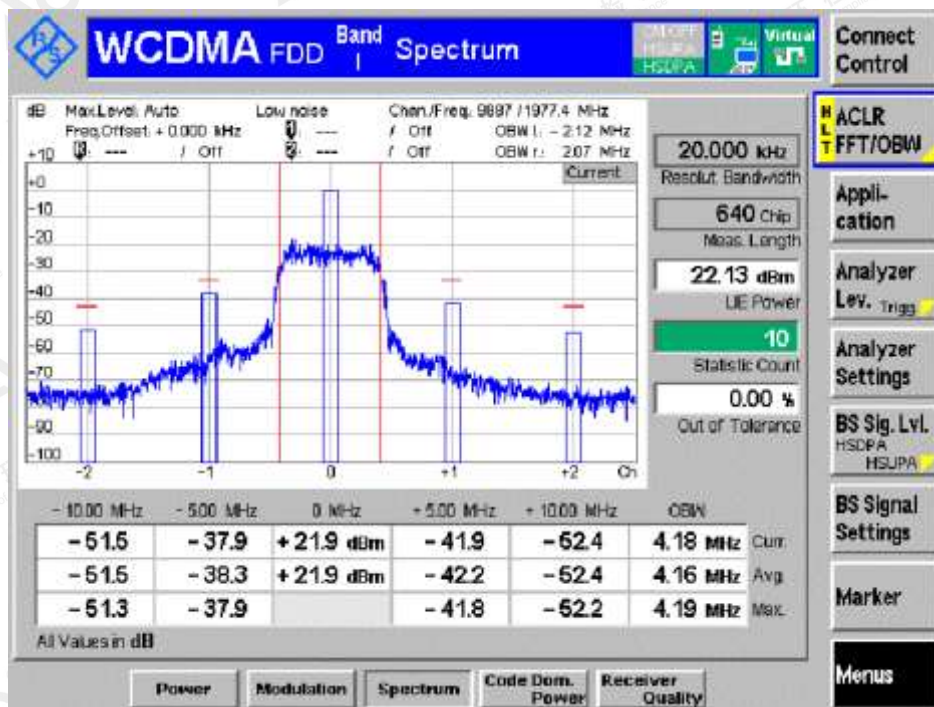 WCDMA FDD Band I Spectrum
HSDPA
Virtual
Connect Control
dB Max.Level: Auto Low noise Chan./Freq.: 9887 / 1977.4 MHz
Freq.Offset: + 0.000 kHz 1: --- / Off OBW l.: - 2.12 MHz
--- / Off 2: --- / Off OBW r.: 2.07 MHz
Current
+10
+0
-10
-20
-30
-40
-50
-60
-70
-90
-100
-2 -1 0 +1 +2 Ch
20.000 kHz
Resolut. Bandwidth
640 Chip
Meas. Length
22.13 dBm
UE Power
10
Statistic Count
0.00 %
Out of Tolerance
- 10.00 MHz - 5.00 MHz 0 MHz + 5.00 MHz + 10.00 MHz OBW
- 51.5 - 37.9 + 21.9 dBm - 41.9 - 52.4 4.18 MHz Curr.
- 51.5 - 38.3 + 21.9 dBm - 42.2 - 52.4 4.16 MHz Avg.
- 51.3 - 37.9 - 41.8 - 52.2 4.19 MHz Max.
All Values in dB
HLT ACLR
FFT/OBW
Appli-
cation
Analyzer
Lev. Trigg.
Analyzer
Settings
BS Sig. Lvl.
HSDPA
HSUPA
BS Signal
Settings
Marker
Menus
Power
Modulation
Spectrum
Code Dom.
Power
Receiver
Quality